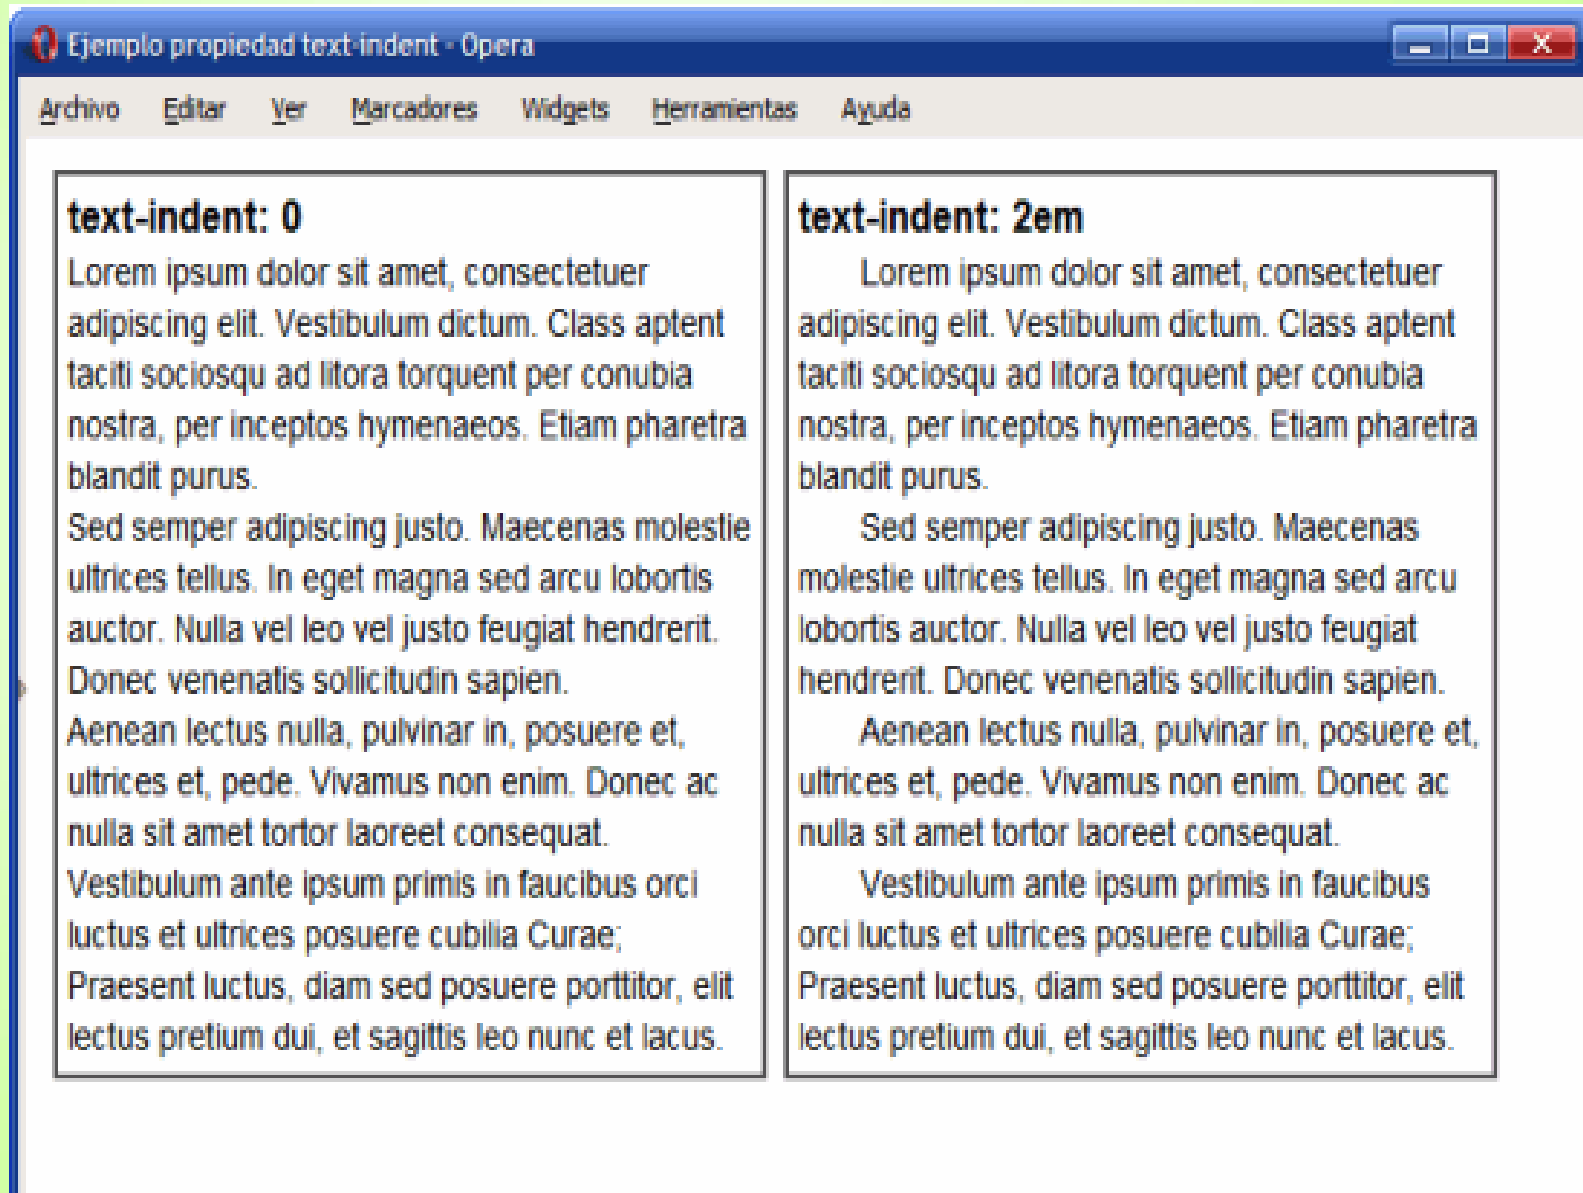 Ejemplo propiedad text-indent - Opera
Archivo Editar Ver Marcadores Widgets Herramientas Ayuda
text-indent: 0
Lorem ipsum dolor sit amet, consectetuer
adipiscing elit. Vestibulum dictum. Class aptent
taciti sociosqu ad litora torquent per conubia
nostra, per inceptos hymenaeos. Etiam pharetra
blandit purus.
Sed semper adipiscing justo. Maecenas molestie
ultrices tellus. In eget magna sed arcu lobortis
auctor. Nulla vel leo vel justo feugiat hendrerit.
Donec venenatis sollicitudin sapien.
Aenean lectus nulla, pulvinar in, posuere et,
ultrices et, pede. Vivamus non enim. Donec ac
nulla sit amet tortor laoreet consequat.
Vestibulum ante ipsum primis in faucibus orci
luctus et ultrices posuere cubilia Curae;
Praesent luctus, diam sed posuere porttitor, elit
lectus pretium dui, et sagittis leo nunc et lacus.
text-indent: 2em
Lorem ipsum dolor sit amet, consectetuer
adipiscing elit. Vestibulum dictum. Class aptent
taciti sociosqu ad litora torquent per conubia
nostra, per inceptos hymenaeos. Etiam pharetra
blandit purus.
Sed semper adipiscing justo. Maecenas
molestie ultrices tellus. In eget magna sed arcu
lobortis auctor. Nulla vel leo vel justo feugiat
hendrerit. Donec venenatis sollicitudin sapien.
Aenean lectus nulla, pulvinar in, posuere et,
ultrices et, pede. Vivamus non enim. Donec ac
nulla sit amet tortor laoreet consequat.
Vestibulum ante ipsum primis in faucibus
orci luctus et ultrices posuere cubilia Curae;
Praesent luctus, diam sed posuere porttitor, elit
lectus pretium dui, et sagittis leo nunc et lacus.